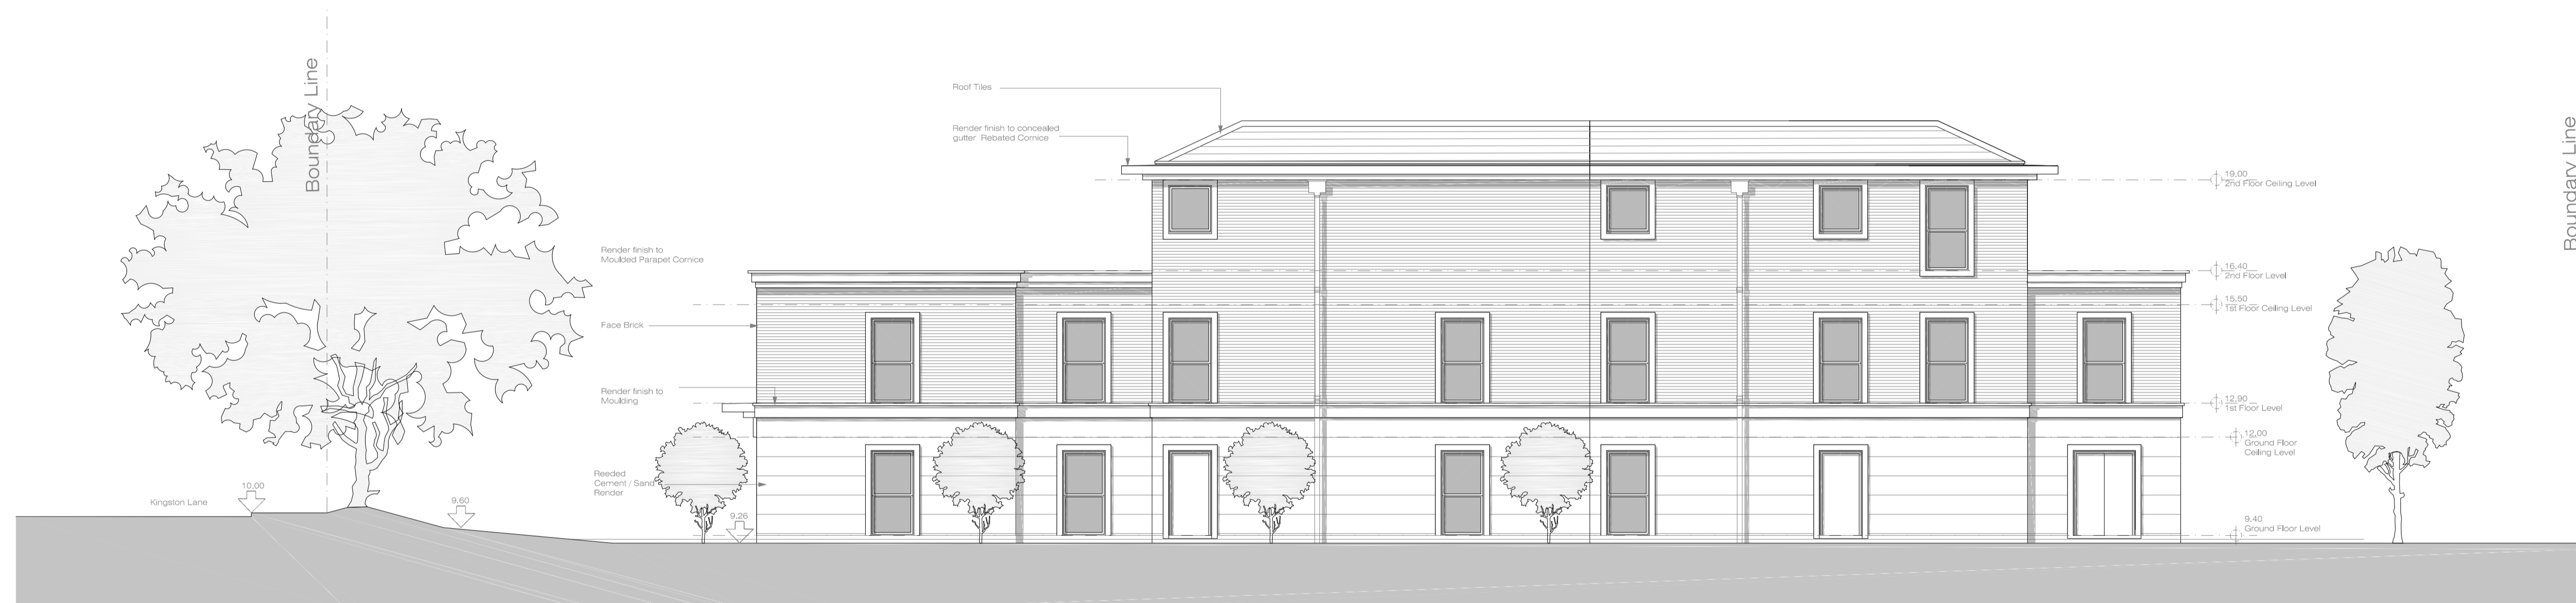 Boundary Line
Roof Tiles
Render finish to concealed
gutter Rebated Cornice
Render finish to
Moulded Parapet Cornice
Face Brick
Render finish to
Moulding
Reeded
Cement / Sand
Render
Kingston Lane
10.00
9.60
9.26
19.00
2nd Floor Ceiling Level
16.40
2nd Floor Level
15.50
1st Floor Ceiling Level
12.90
1st Floor Level
12.00
Ground Floor
Ceiling Level
9.40
Ground Floor Level
Boundary Line